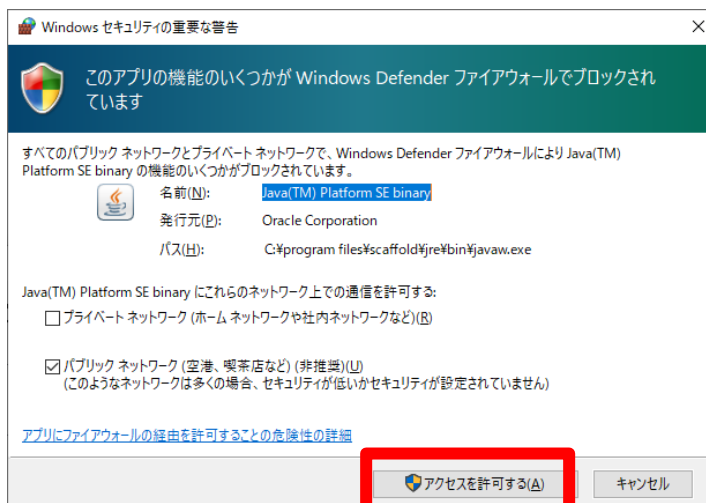 Windows セキュリティの重要な警告
このアプリの機能のいくつかが Windows Defender ファイアウォールでブロックされ
ています
すべてのパブリック ネットワークとプライベート ネットワークで、Windows Defender ファイアウォールにより Java(TM)
Platform SE binary の機能のいくつかがブロックされています。
名前(N): Java(TM) Platform SE binary
発行元(P): Oracle Corporation
パス(H): C:¥program files¥scaffold¥jre¥bin¥javaw.exe
Java(TM) Platform SE binary にこれらのネットワーク上での通信を許可する:
プライベート ネットワーク (ホーム ネットワークや社内ネットワークなど)(R)
パブリック ネットワーク (空港、喫茶店など) (非推奨)(U)
(このようなネットワークは多くの場合、セキュリティが低いかセキュリティが設定されていません)
アプリにファイアウォールの経由を許可することの危険性の詳細
アクセスを許可する(A) キャンセル